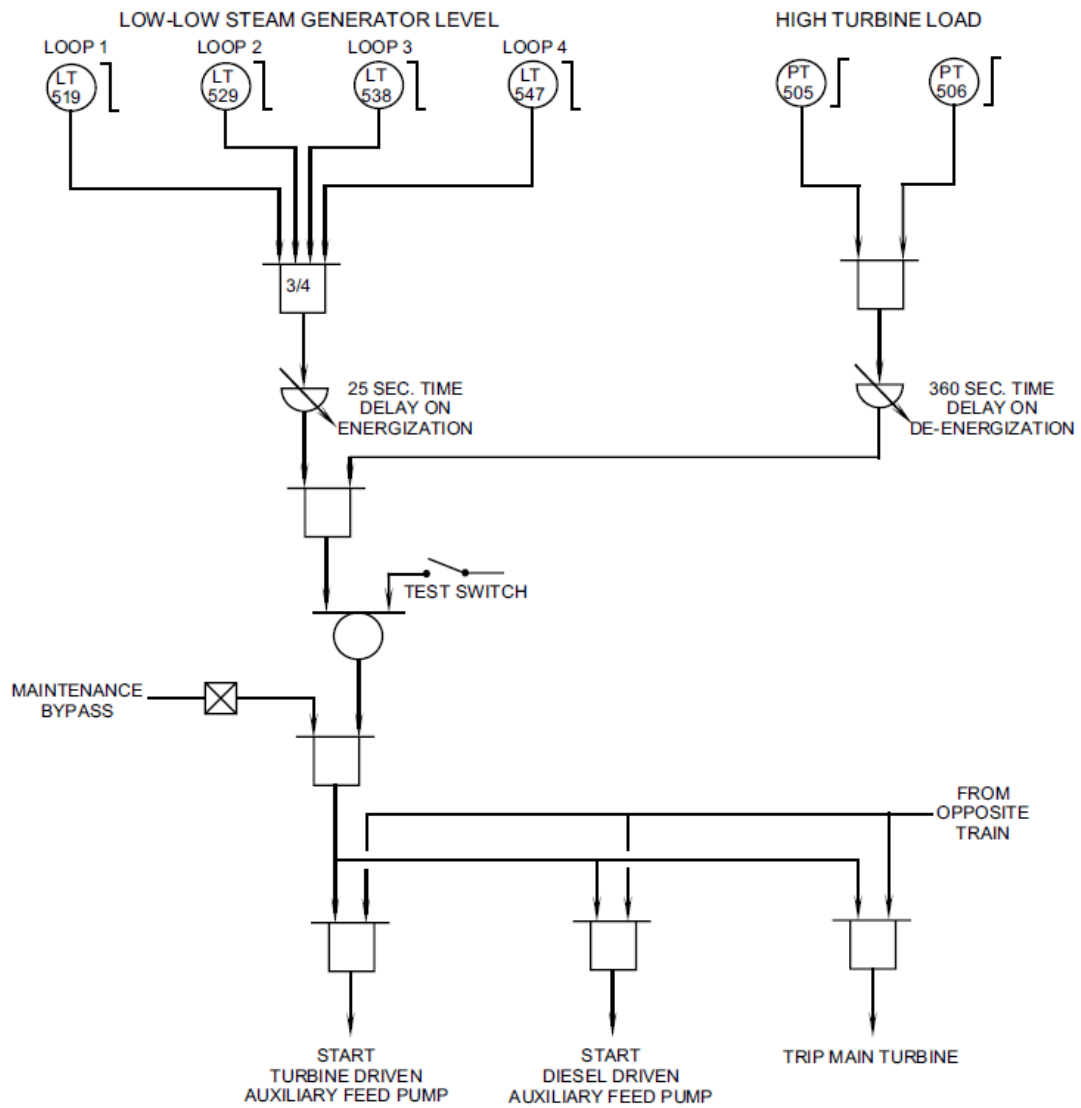 LOW-LOW STEAM GENERATOR LEVEL
HIGH TURBINE LOAD
LOOP 1
LOOP 2
LOOP 3
LOOP 4
LT
519
LT
529
LT
538
LT
547
PT
505
PT
506
3/4
25 SEC. TIME
DELAY ON
ENERGIZATION
360 SEC. TIME
DELAY ON
DE-ENERGIZATION
TEST SWITCH
MAINTENANCE
BYPASS
FROM
OPPOSITE
TRAIN
START
TURBINE DRIVEN
AUXILIARY FEED PUMP
START
DIESEL DRIVEN
AUXILIARY FEED PUMP
TRIP MAIN TURBINE